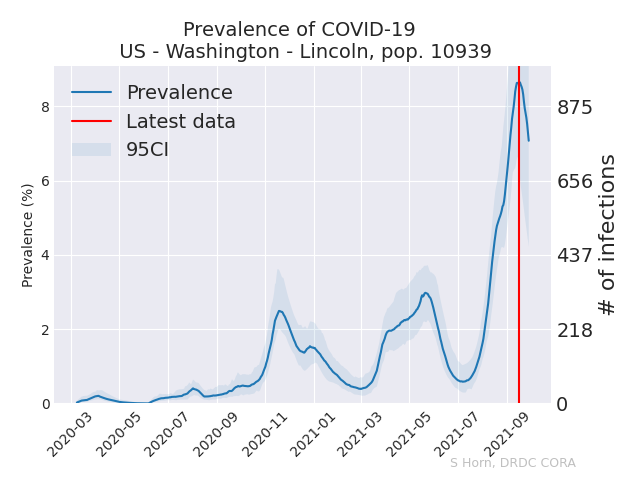 Prevalence of COVID-19
US - Washington - Lincoln, pop. 10939
Prevalence
Latest data
95CI
Prevalence (%)
8
6
4
2
0
875
656
437
218
0
# of infections
2020-03
2020-05
2020-07
2020-09
2020-11
2021-01
2021-03
2021-05
2021-07
2021-09
S Horn, DRDC CORA